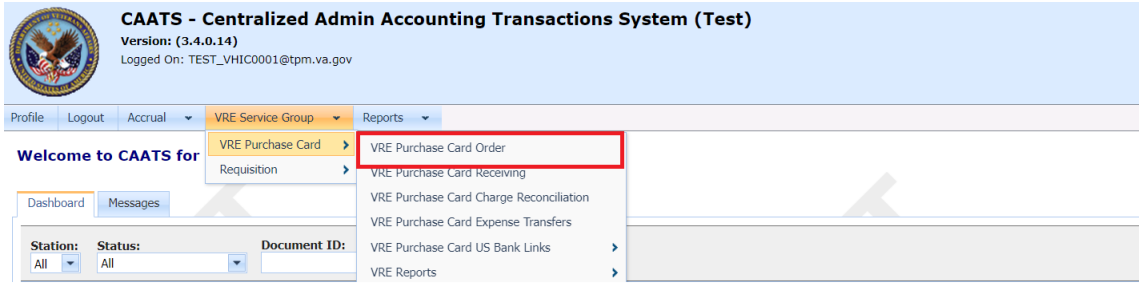 CAATS - Centralized Admin Accounting Transactions System (Test)
Version: (3.4.0.14)
Logged On: TEST_VHIC0001@tpm.va.gov
Profile Logout Accrual VRE Service Group Reports
VRE Purchase Card
Requisition
VRE Purchase Card Order
VRE Purchase Card Receiving
VRE Purchase Card Charge Reconciliation
VRE Purchase Card Expense Transfers
VRE Purchase Card US Bank Links
VRE Reports
Welcome to CAATS for
Dashboard Messages
Station: Status: Document ID:
All All